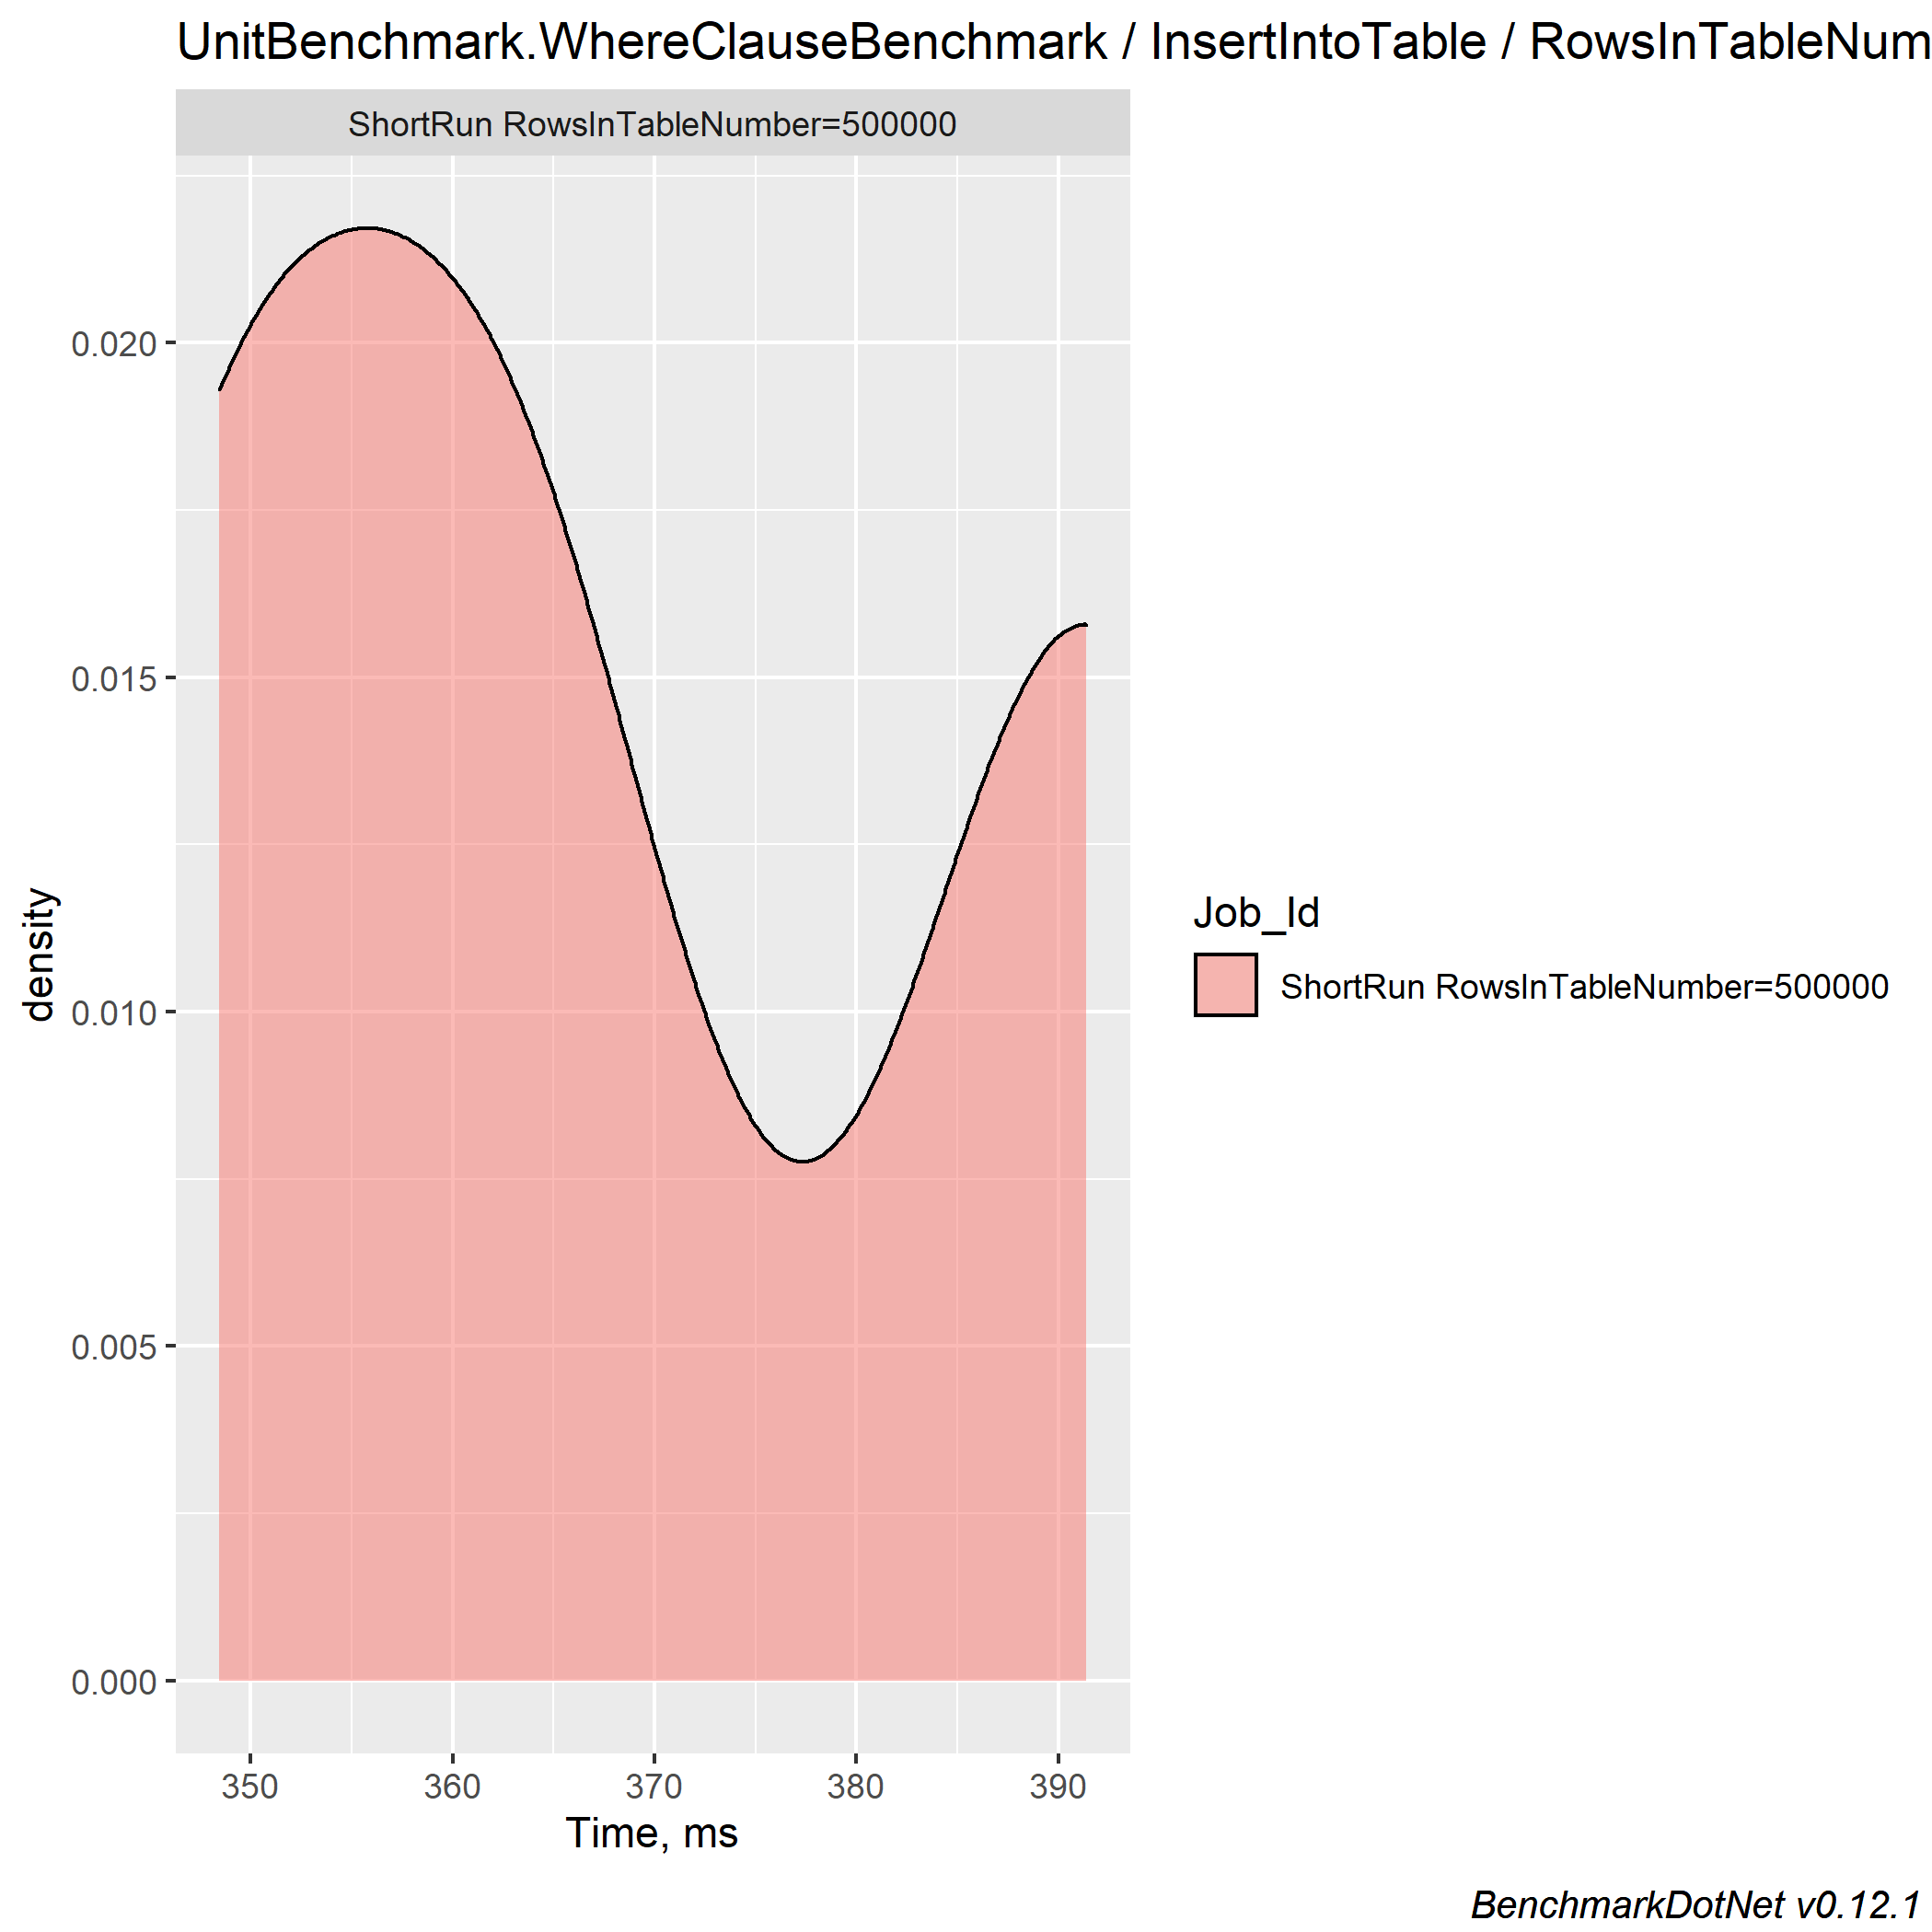 UnitBenchmark.WhereClauseBenchmark / InsertIntoTable / RowsInTableNum
ShortRun RowsInTableNumber=500000
0.020
0.015
0.010
0.005
0.000
density
350 360 370 380 390
Time, ms
Job_Id
ShortRun RowsInTableNumber=500000
BenchmarkDotNet v0.12.1